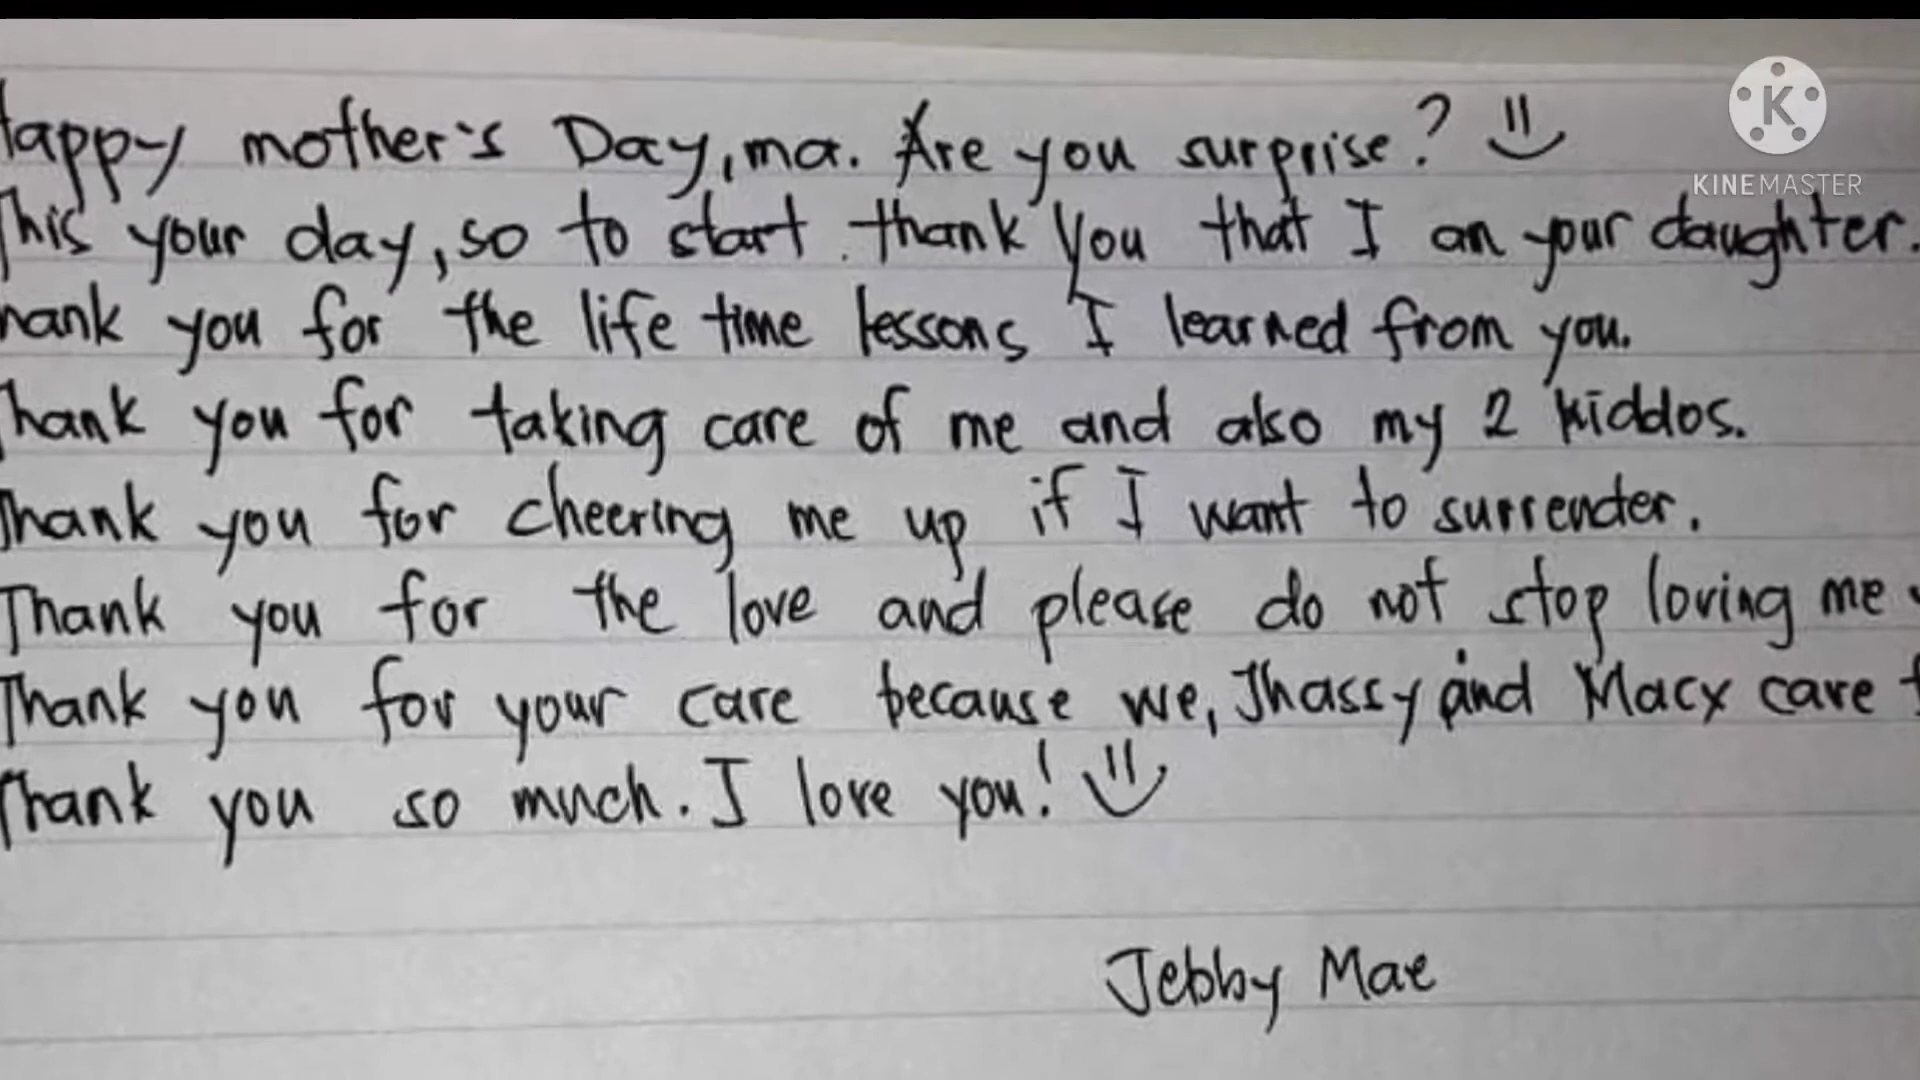 Happy mother's Day, ma. Are you surprise?
This your day, so to start. thank you that I an your daughter.
hank you for the life time lessons I learned from you.
Thank you for taking care of me and also my 2 kiddos.
Thank you for cheering me up if I want to surrender.
Thank you for the love and please do not stop loving me
Thank you for your care because we, Jhassy and Macx care
Thank you so much. I love you!
Jebby Mae
KINEMASTER